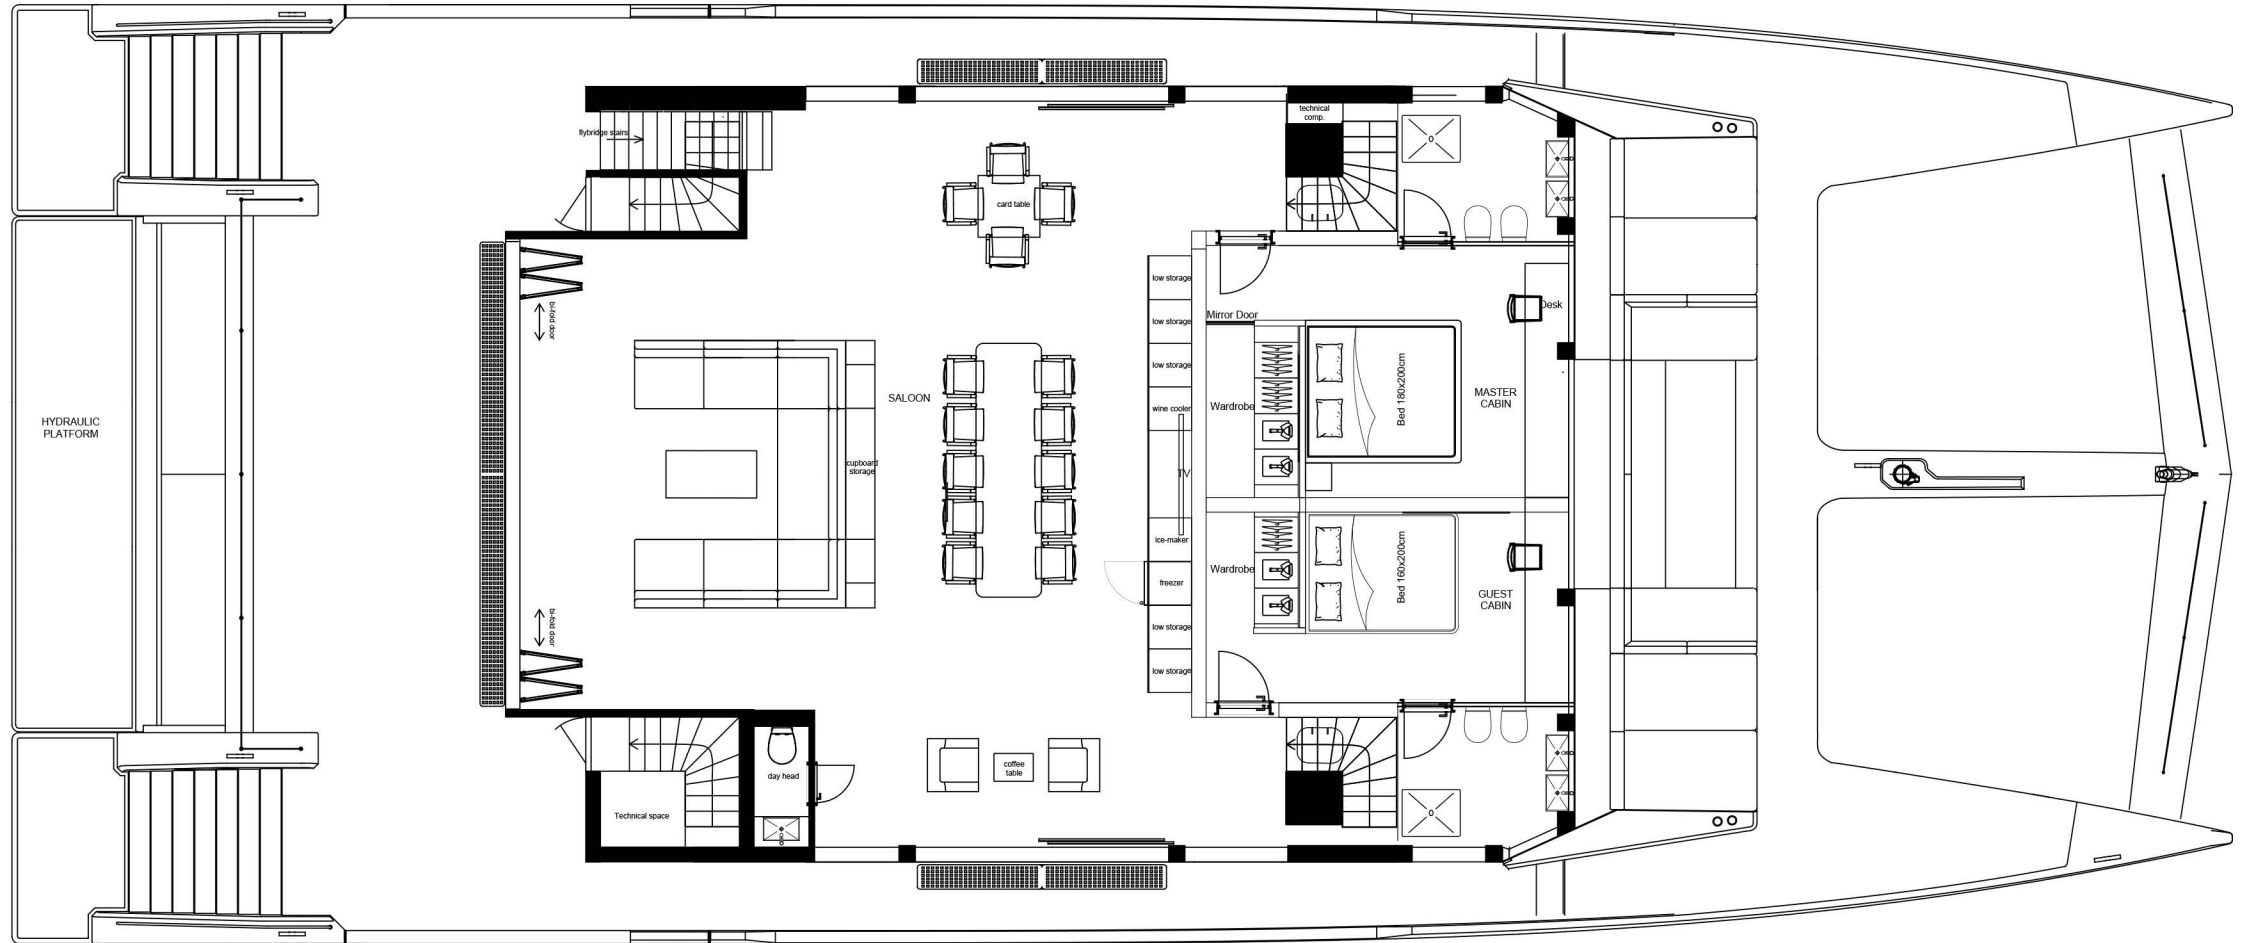 technical
comp.
flybridge stairs
card table
low storage
bi-fold door
Desk
Mirror Door
low storage
low storage
Bed 180x200cm
MASTER
CABIN
SALOON
Wardrobe
wine cooler
HYDRAULIC
PLATFORM
cupboard
storage
TV
ice-maker
Bed 160x200cm
Wardrobe
freezer
GUEST
CABIN
bi-fold door
low storage
low storage
coffee
table
day head
Technical space